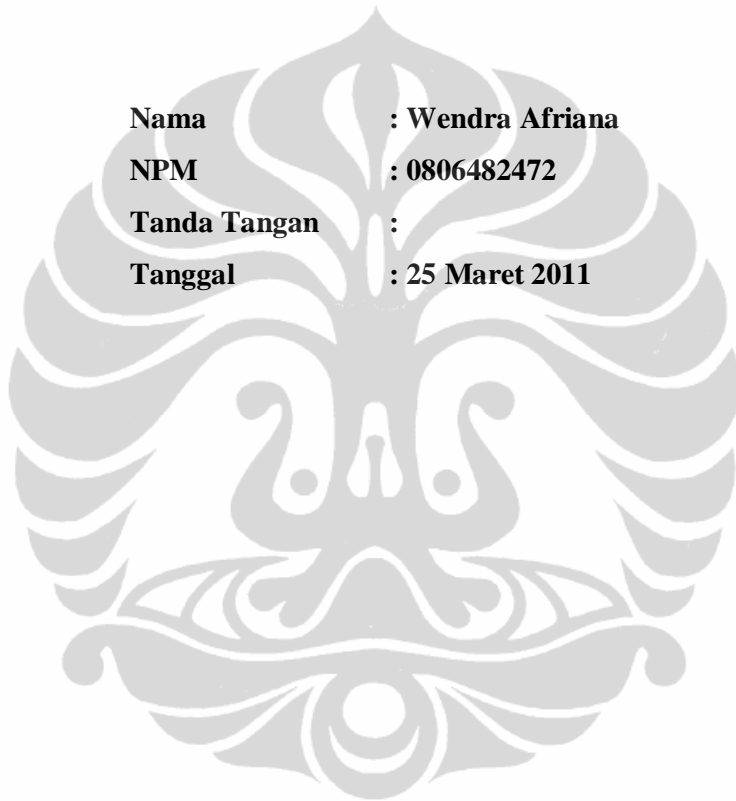 Nama : Wendra Afriana
NPM : 0806482472
Tanda Tangan :
Tanggal : 25 Maret 2011